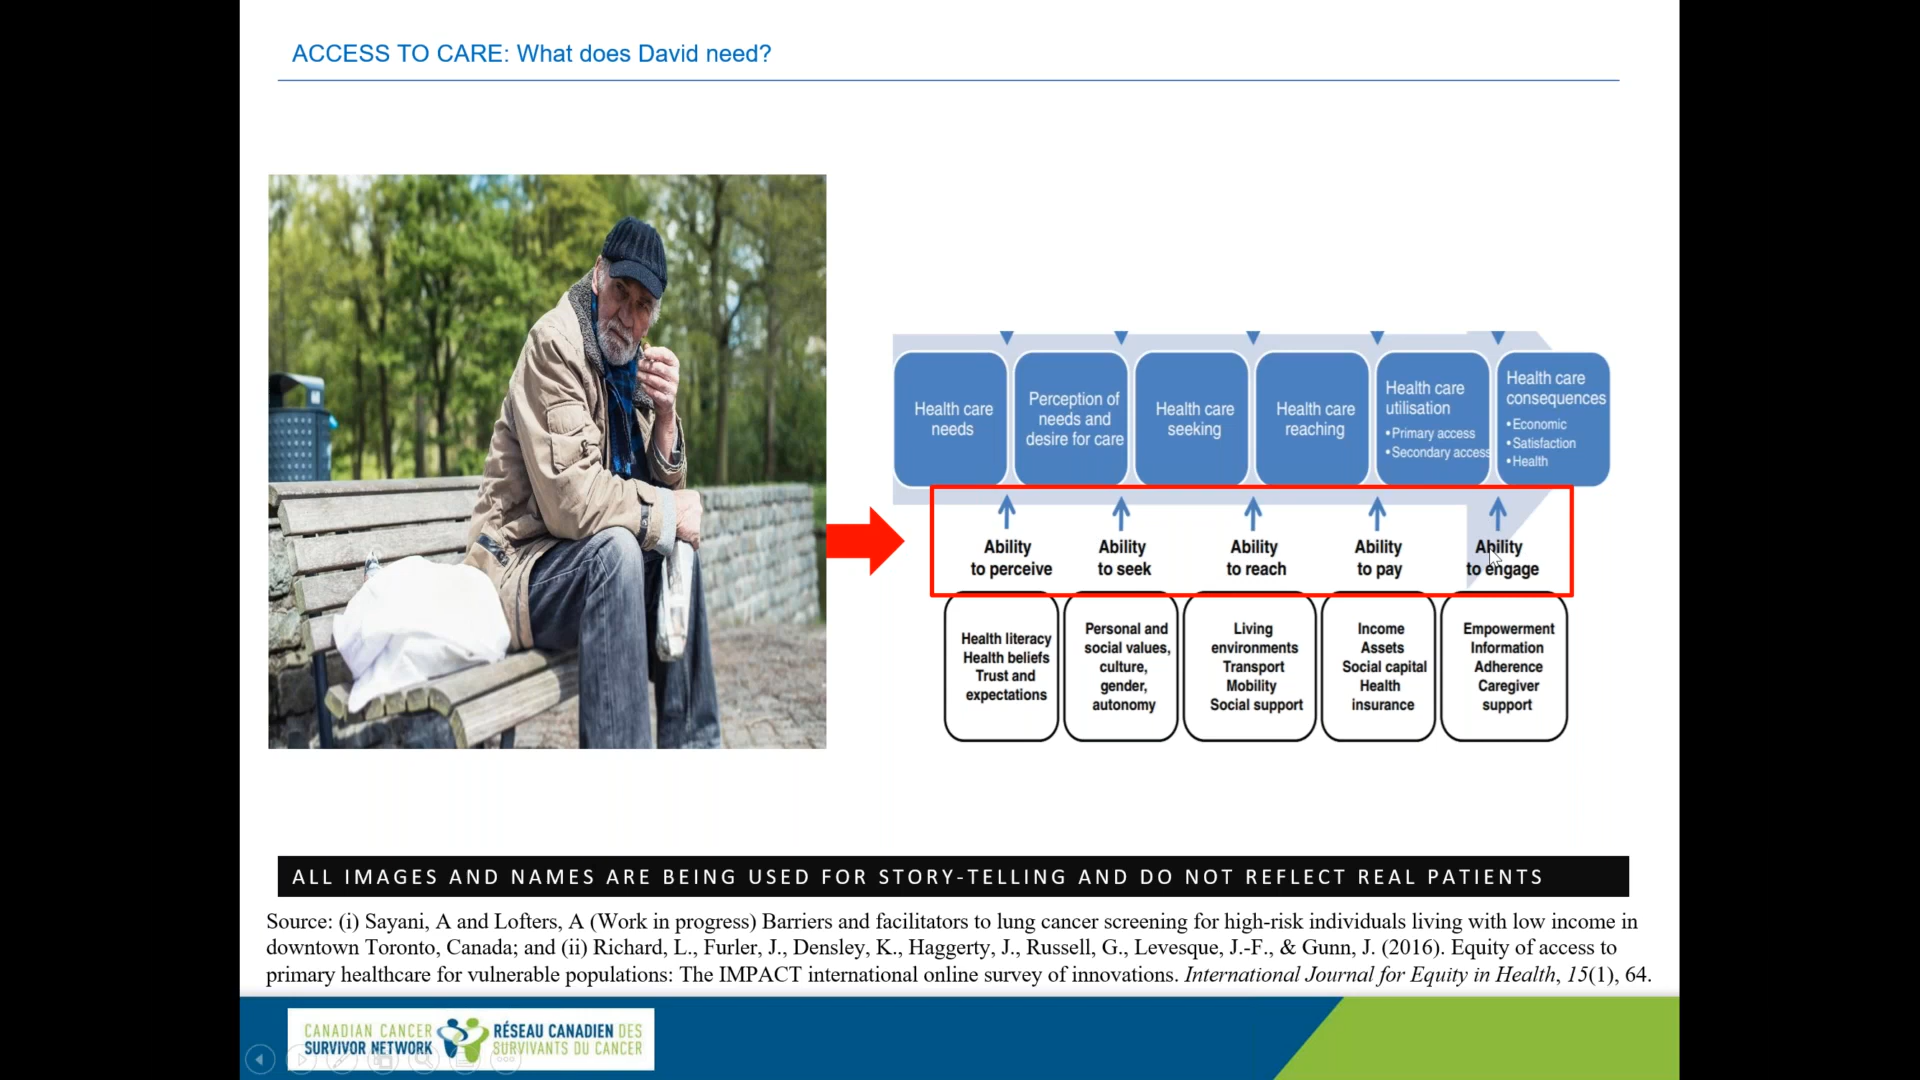 ACCESS TO CARE: What does David need?
Health care
needs
Perception of
needs and
desire for care
Health care
seeking
Health care
reaching
Health care
utilisation
•Primary access
•Secondary access
Health care
consequences
•Economic
•Satisfaction
•Health
Ability
to perceive
Ability
to seek
Ability
to reach
Ability
to pay
Ability
to engage
Health literacy
Health beliefs
Trust and
expectations
Personal and
social values,
culture,
gender,
autonomy
Living
environments
Transport
Mobility
Social support
Income
Assets
Social capital
Health
insurance
Empowerment
Information
Adherence
Caregiver
support
ALL IMAGES AND NAMES ARE BEING USED FOR STORY-TELLING AND DO NOT REFLECT REAL PATIENTS
Source: (i) Sayani, A and Lofters, A (Work in progress) Barriers and facilitators to lung cancer screening for high-risk individuals living with low income in
downtown Toronto, Canada; and (ii) Richard, L., Furler, J., Densley, K., Haggerty, J., Russell, G., Levesque, J.-F., & Gunn, J. (2016). Equity of access to
primary healthcare for vulnerable populations: The IMPACT international online survey of innovations. International Journal for Equity in Health, 15(1), 64.
CANADIAN CANCER
SURVIVOR NETWORK
RÉSEAU CANADIEN DES
SURVIVANTS DU CANCER